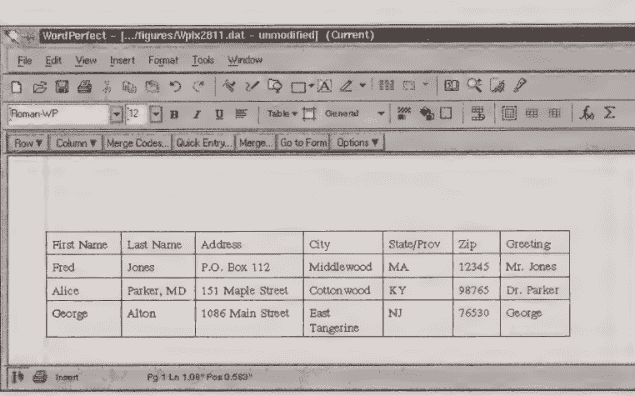 WordPerfect - [.../figures/Wplx2811.dat - unmodified] (Current)
File Edit View Insert Format Tools Window
Roman-WP 12 B I U Table General
Row Column Merge Codes... Quick Entry... Merge... Go to Form Options
First Name Last Name Address City State/Prov Zip Greeting
Fred Jones P.O. Box 112 Middlewood MA 12345 Mr. Jones
Alice Parker, MD 151 Maple Street Cottonwood KY 98765 Dr. Parker
George Alton 1086 Main Street East NJ 76530 George
Tangerine
Insert Pg 1 Ln 1.08" Pos 0.583"